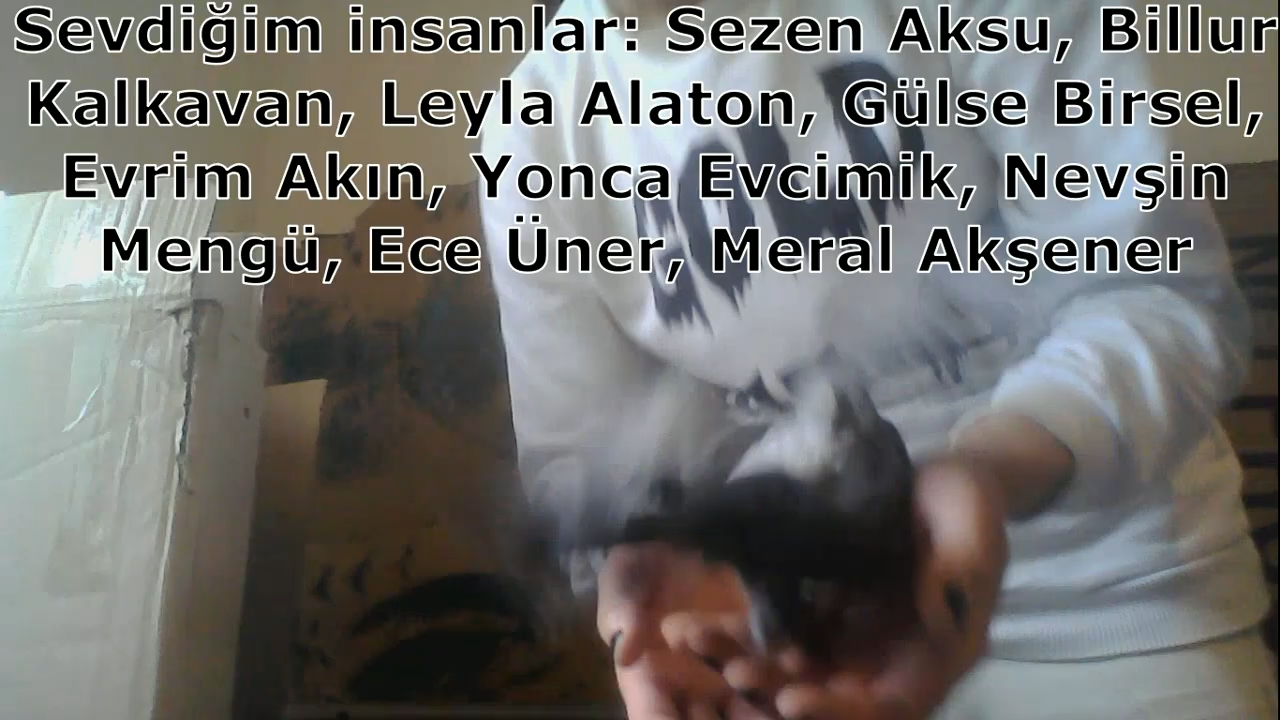 Sevdiğim insanlar: Sezen Aksu, Billur
Kalkavan, Leyla Alaton, Gülse Birsel,
Evrim Akın, Yonca Evcimik, Nevşin
Mengü, Ece Üner, Meral Akşener